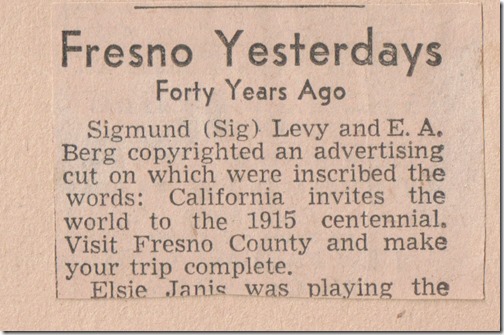 Fresno Yesterdays
Forty Years Ago
Sigmund (Sig) Levy and E. A.
Berg copyrighted an advertising
cut on which were inscribed the
words: California invites the
world to the 1915 centennial.
Visit Fresno County and make
your trip complete.
Elsie Janis was playing the